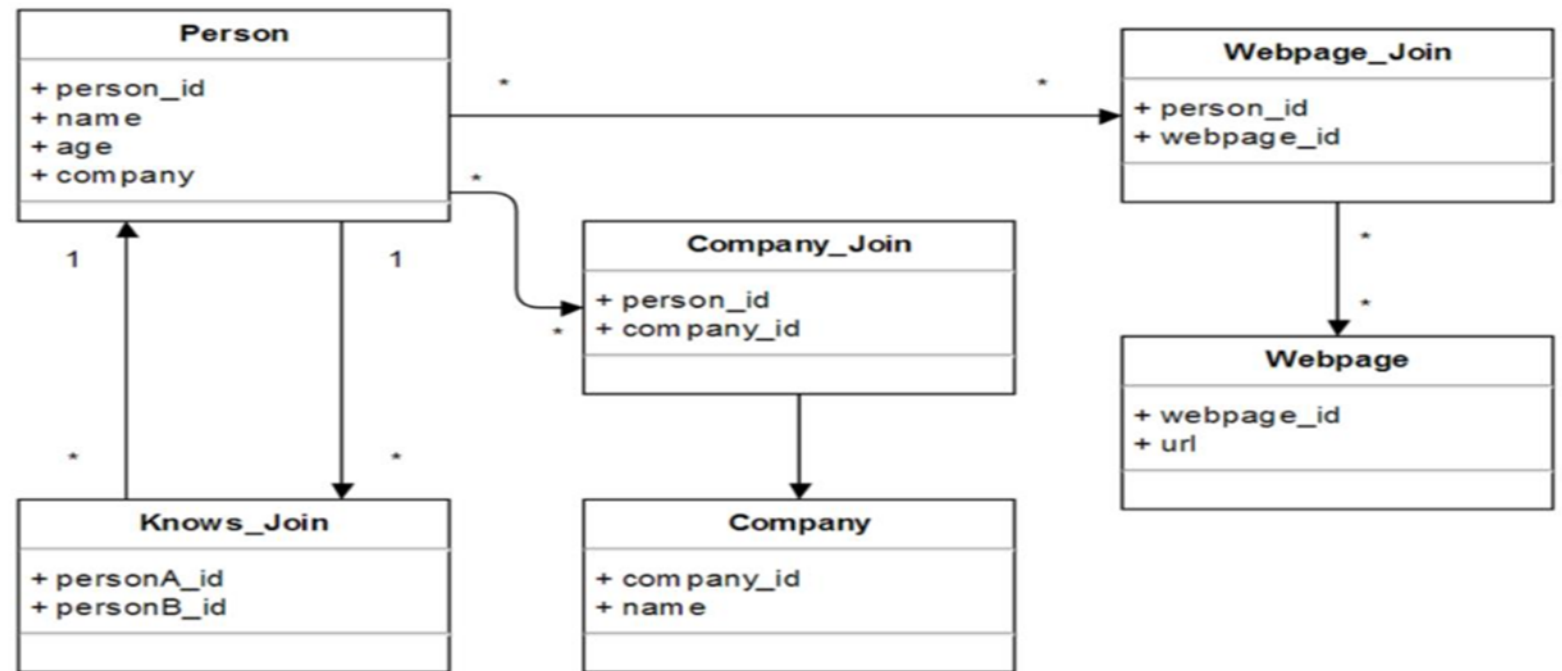 Person
+ person_id
+ name
+ age
+ company
*
*
*
*
1
1
*
*
Webpage_Join
+ person_id
+ webpage_id
*
*
Company_Join
+ person_id
+ company_id
Webpage
+ webpage_id
+ url
Knows_Join
+ personA_id
+ personB_id
Company
+ company_id
+ name